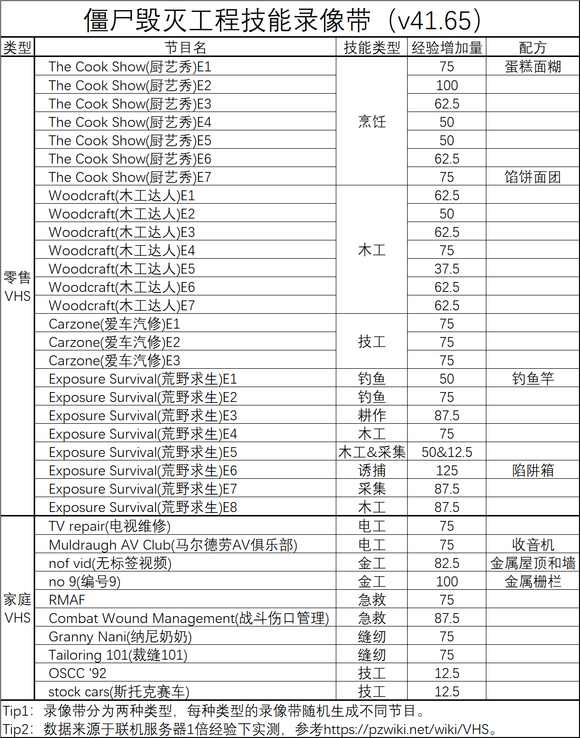 僵尸毁灭工程技能录像带（v41.65）
类型 节目名 技能类型 经验增加量 配方
零售VHS
The Cook Show(厨艺秀)E1 烹饪 75 蛋糕面糊
The Cook Show(厨艺秀)E2 100
The Cook Show(厨艺秀)E3 62.5
The Cook Show(厨艺秀)E4 50
The Cook Show(厨艺秀)E5 50
The Cook Show(厨艺秀)E6 62.5
The Cook Show(厨艺秀)E7 75 馅饼面团
Woodcraft(木工达人)E1 木工 62.5
Woodcraft(木工达人)E2 50
Woodcraft(木工达人)E3 62.5
Woodcraft(木工达人)E4 75
Woodcraft(木工达人)E5 37.5
Woodcraft(木工达人)E6 62.5
Woodcraft(木工达人)E7 62.5
Carzone(爱车汽修)E1 技工 75
Carzone(爱车汽修)E2 75
Carzone(爱车汽修)E3 75
Exposure Survival(荒野求生)E1 钓鱼 50 钓鱼竿
Exposure Survival(荒野求生)E2 钓鱼 75
Exposure Survival(荒野求生)E3 耕作 87.5
Exposure Survival(荒野求生)E4 木工 75
Exposure Survival(荒野求生)E5 木工&采集 50&12.5
Exposure Survival(荒野求生)E6 诱捕 125 陷阱箱
Exposure Survival(荒野求生)E7 采集 87.5
Exposure Survival(荒野求生)E8 木工 87.5
家庭VHS
TV repair(电视维修) 电工 75
Muldraugh AV Club(马尔德劳AV俱乐部) 电工 75 收音机
nof vid(无标签视频) 金工 82.5 金属屋顶和墙
no 9(编号9) 金工 100 金属栅栏
RMAF 急救 75
Combat Wound Management(战斗伤口管理) 急救 87.5
Granny Nani(纳尼奶奶) 缝纫 75
Tailoring 101(裁缝101) 缝纫 75
OSCC '92 技工 12.5
stock cars(斯托克赛车) 技工 12.5
Tip1：录像带分为两种类型，每种类型的录像带随机生成不同节目。
Tip2：数据来源于联机服务器1倍经验下实测，参考https://pzwiki.net/wiki/VHS。